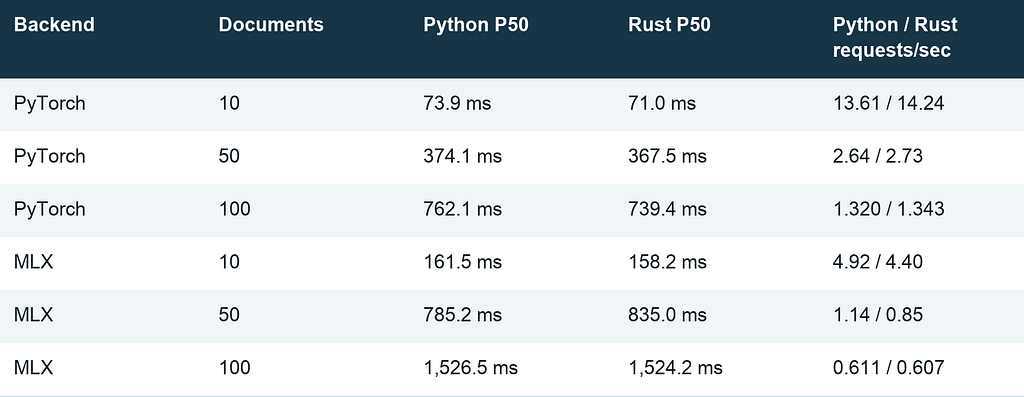 Backend Documents Python P50 Rust P50 Python / Rust
requests/sec
PyTorch 10 73.9 ms 71.0 ms 13.61 / 14.24
PyTorch 50 374.1 ms 367.5 ms 2.64 / 2.73
PyTorch 100 762.1 ms 739.4 ms 1.320 / 1.343
MLX 10 161.5 ms 158.2 ms 4.92 / 4.40
MLX 50 785.2 ms 835.0 ms 1.14 / 0.85
MLX 100 1,526.5 ms 1,524.2 ms 0.611 / 0.607